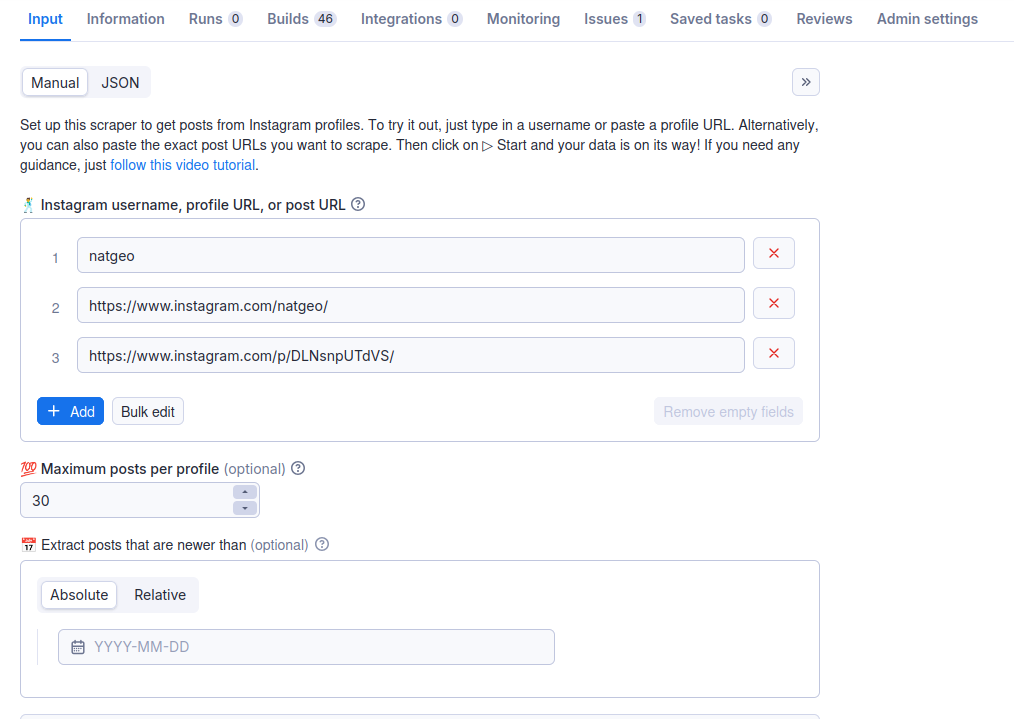 Input Information Runs 0 Builds 46 Integrations 0 Monitoring Issues 1 Saved tasks 0 Reviews Admin settings
Manual JSON
Set up this scraper to get posts from Instagram profiles. To try it out, just type in a username or paste a profile URL. Alternatively,
you can also paste the exact post URLs you want to scrape. Then click on ▷ Start and your data is on its way! If you need any
guidance, just follow this video tutorial.
🕺 Instagram username, profile URL, or post URL
1 natgeo
2 https://www.instagram.com/natgeo/
3 https://www.instagram.com/p/DLNsnpUTdVS/
+ Add Bulk edit Remove empty fields
💯 Maximum posts per profile (optional)
30
📅 Extract posts that are newer than (optional)
Absolute Relative
YYYY-MM-DD